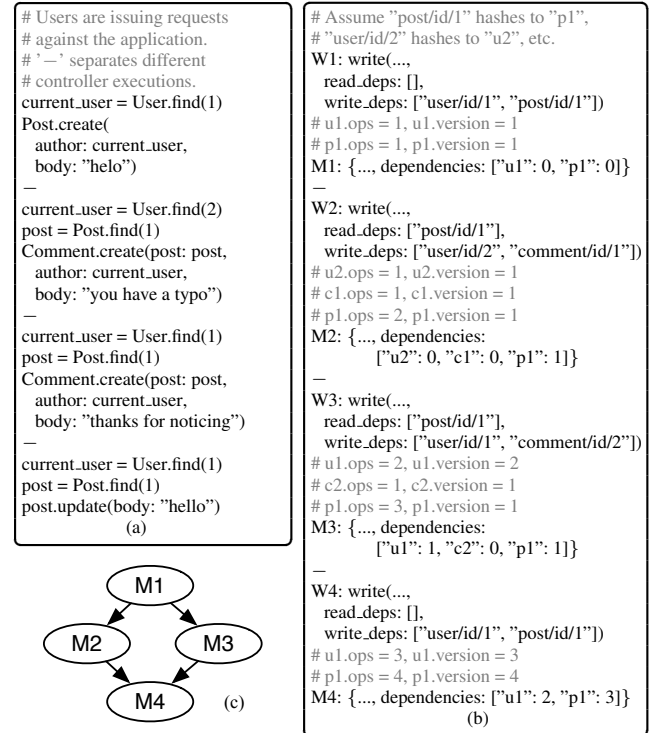 # Users are issuing requests
# against the application.
# '—' separates different
# controller executions.
current_user = User.find(1)
Post.create(
author: current_user,
body: ”helo”)
—
current_user = User.find(2)
post = Post.find(1)
Comment.create(post: post,
author: current_user,
body: ”you have a typo”)
—
current_user = User.find(1)
post = Post.find(1)
Comment.create(post: post,
author: current_user,
body: ”thanks for noticing”)
—
current_user = User.find(1)
post = Post.find(1)
post.update(body: ”hello”)
(a)
M1
M2 M3
M4 (c)
# Assume ”post/id/1” hashes to ”p1”,
# ”user/id/2” hashes to ”u2”, etc.
W1: write(...,
read_deps: [],
write_deps: [”user/id/1”, ”post/id/1”])
# u1.ops = 1, u1.version = 1
# p1.ops = 1, p1.version = 1
M1: {..., dependencies: [”u1”: 0, ”p1”: 0]}
—
W2: write(...,
read_deps: [”post/id/1”],
write_deps: [”user/id/2”, ”comment/id/1”])
# u2.ops = 1, u2.version = 1
# c1.ops = 1, c1.version = 1
# p1.ops = 2, p1.version = 1
M2: {..., dependencies:
[”u2”: 0, ”c1”: 0, ”p1”: 1]}
—
W3: write(...,
read_deps: [”post/id/1”],
write_deps: [”user/id/1”, ”comment/id/2”])
# u1.ops = 2, u1.version = 2
# c2.ops = 1, c2.version = 1
# p1.ops = 3, p1.version = 1
M3: {..., dependencies:
[”u1”: 1, ”c2”: 0, ”p1”: 1]}
—
W4: write(...,
read_deps: [],
write_deps: [”user/id/1”, ”post/id/1”])
# u1.ops = 3, u1.version = 3
# p1.ops = 4, p1.version = 4
M4: {..., dependencies: [”u1”: 2, ”p1”: 3]}
(b)